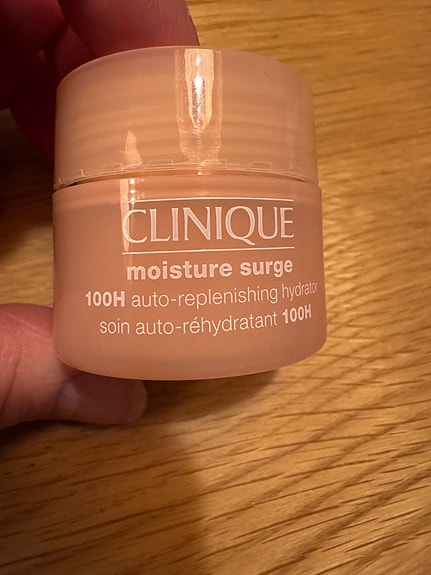 CLINIQUE
moisture surge
100H auto-replenishing hydrator
soin auto-réhydratant 100H